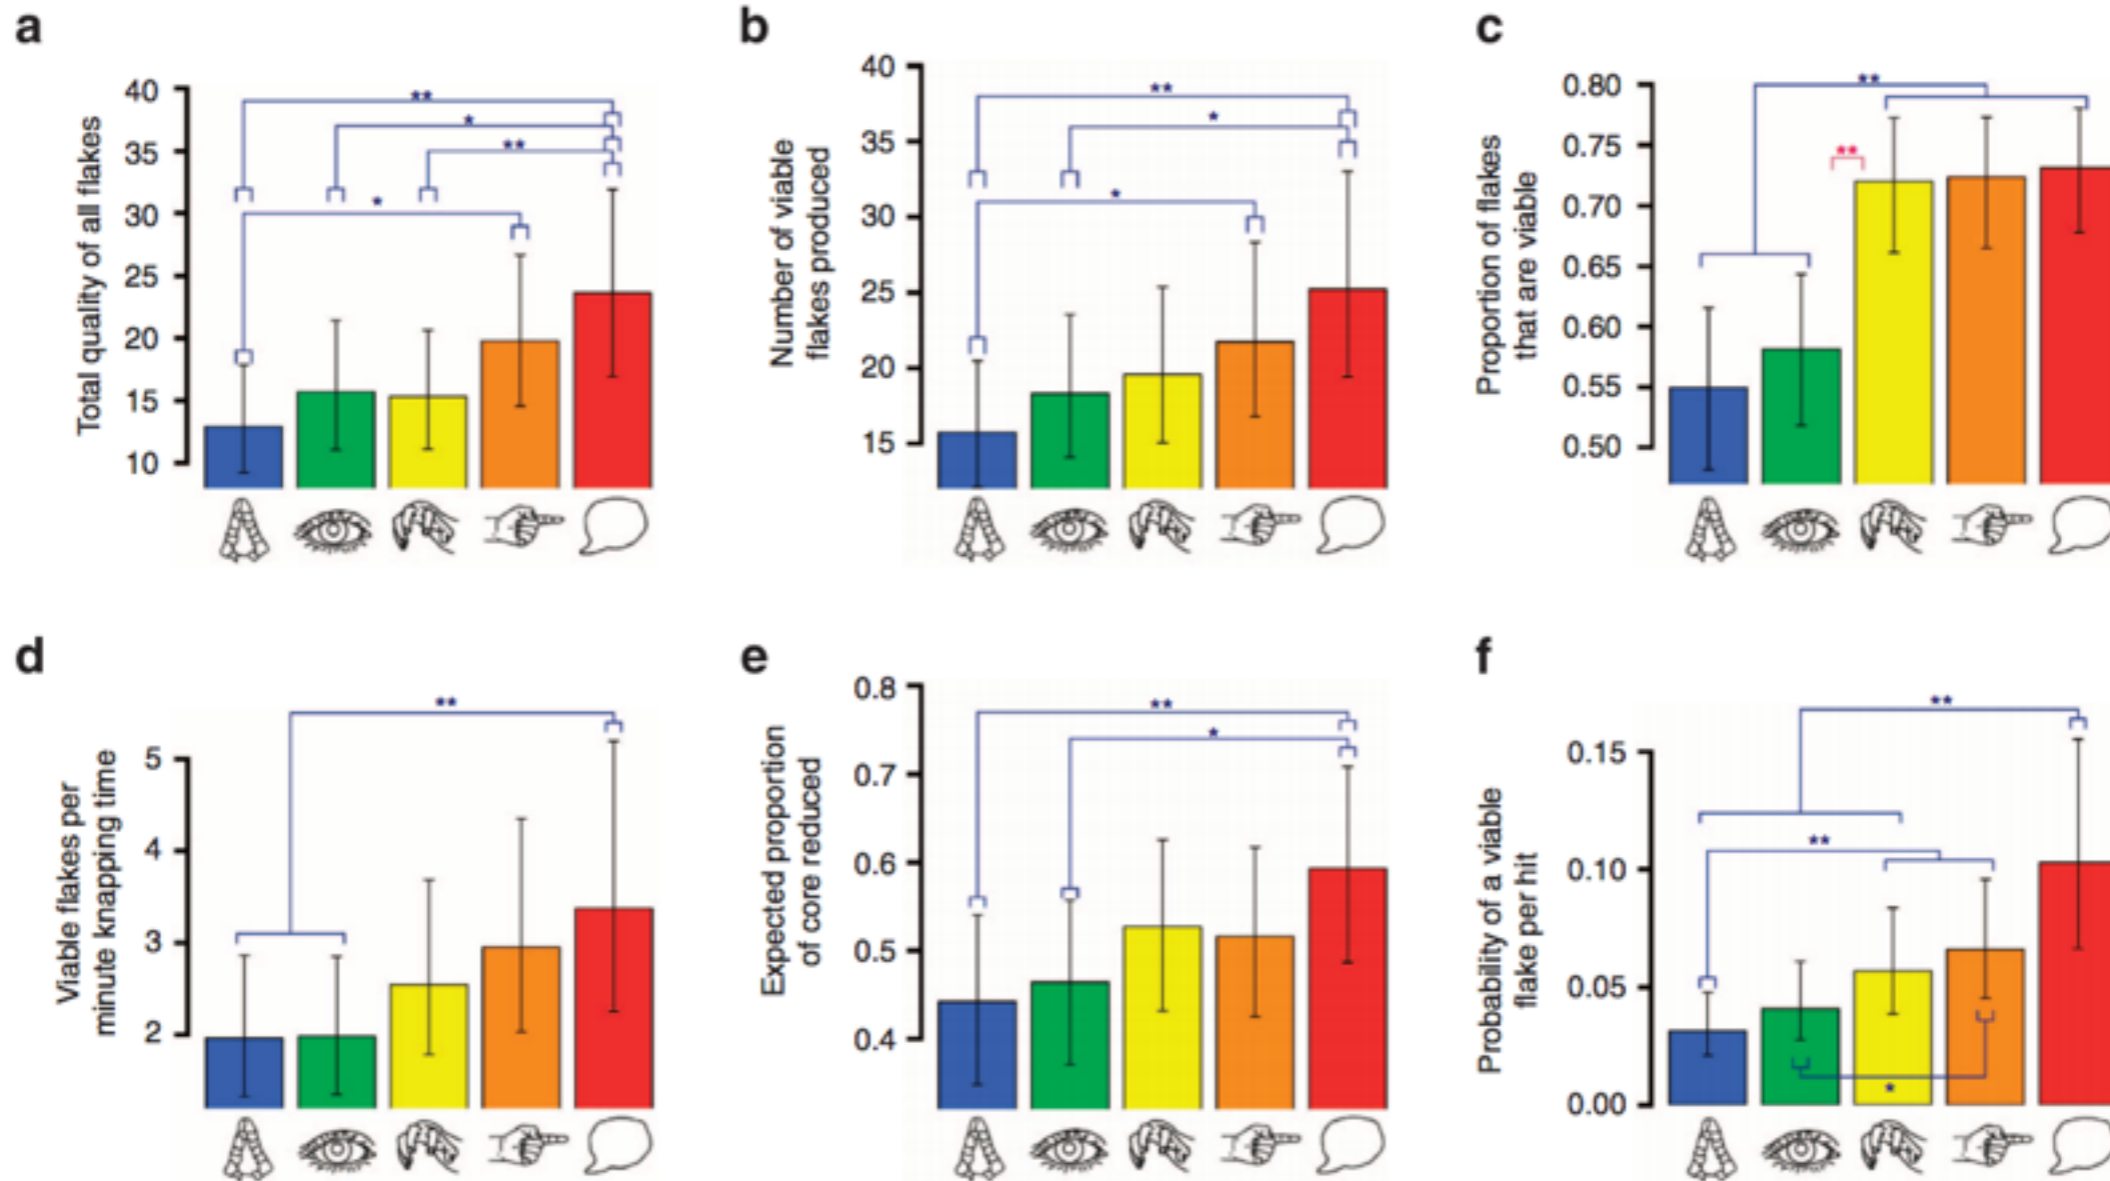 a
Total quality of all flakes
40
35
30
25
20
15
10
**
*
**
*
b
Number of viable
flakes produced
40
35
30
25
20
15
**
*
*
c
Proportion of flakes
that are viable
0.80
0.75
0.70
0.65
0.60
0.55
0.50
**
**
d
Viable flakes per
minute knapping time
5
4
3
2
**
e
Expected proportion
of core reduced
0.8
0.7
0.6
0.5
0.4
**
*
f
Probability of a viable
flake per hit
0.15
0.10
0.05
0.00
**
**
*